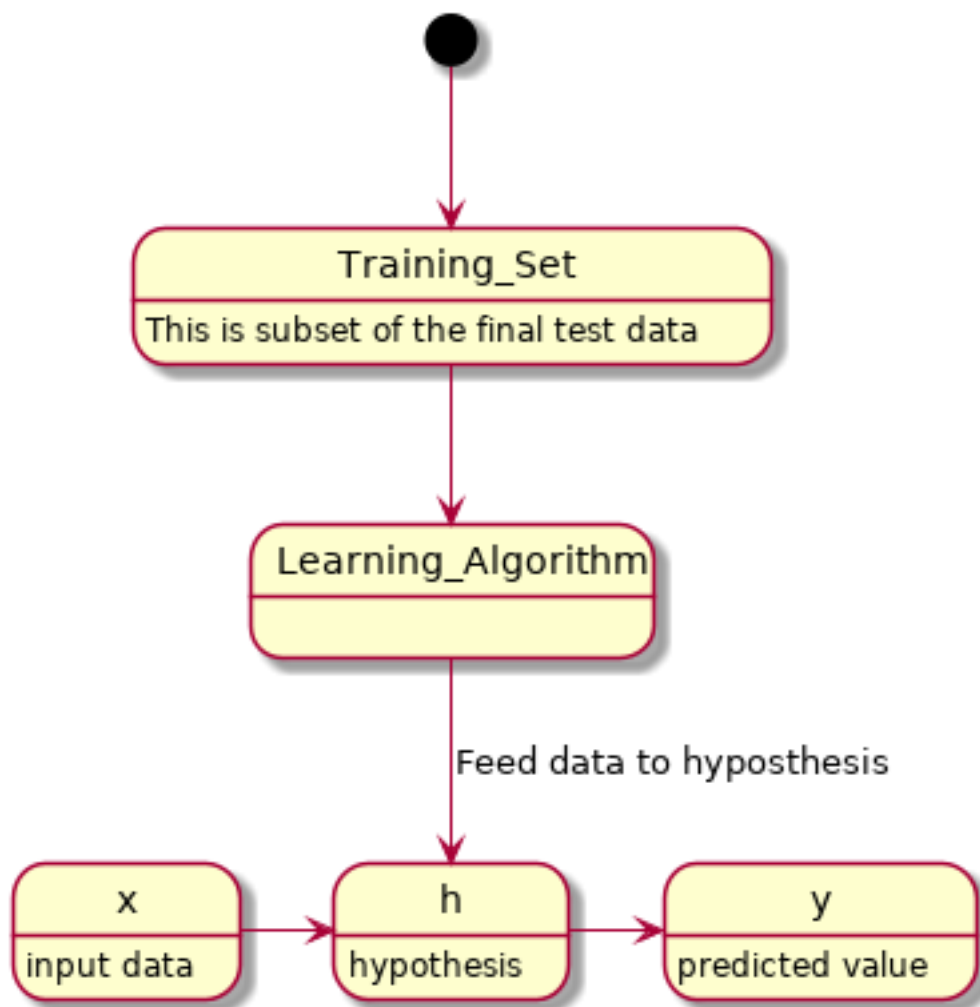 Training_Set
This is subset of the final test data
Learning_Algorithm
Feed data to hyposthesis
x
input data
h
hypothesis
y
predicted value